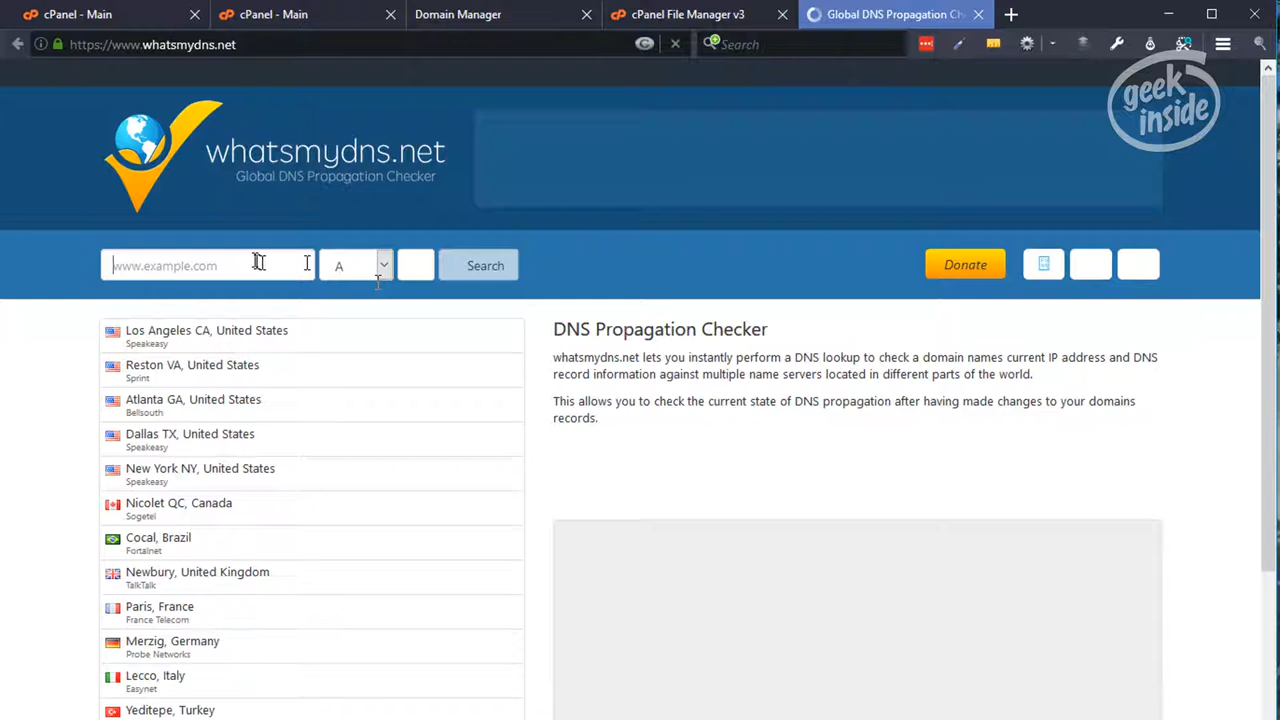 cPanel - Main
cPanel - Main
Domain Manager
cPanel File Manager v3
Global DNS Propagation Ch
https://www.whatsmydns.net
Search
geek
inside
whatsmydns.net
Global DNS Propagation Checker
www.example.com
A
Search
Donate
Los Angeles CA, United States
Speakeasy
Reston VA, United States
Sprint
Atlanta GA, United States
Bellsouth
Dallas TX, United States
Speakeasy
New York NY, United States
Speakeasy
Nicolet QC, Canada
Sogetel
Cocal, Brazil
Fortalnet
Newbury, United Kingdom
TalkTalk
Paris, France
France Telecom
Merzig, Germany
Probe Networks
Lecco, Italy
Easynet
Yeditepe, Turkey
DNS Propagation Checker
whatsmydns.net lets you instantly perform a DNS lookup to check a domain names current IP address and DNS
record information against multiple name servers located in different parts of the world.
This allows you to check the current state of DNS propagation after having made changes to your domains
records.